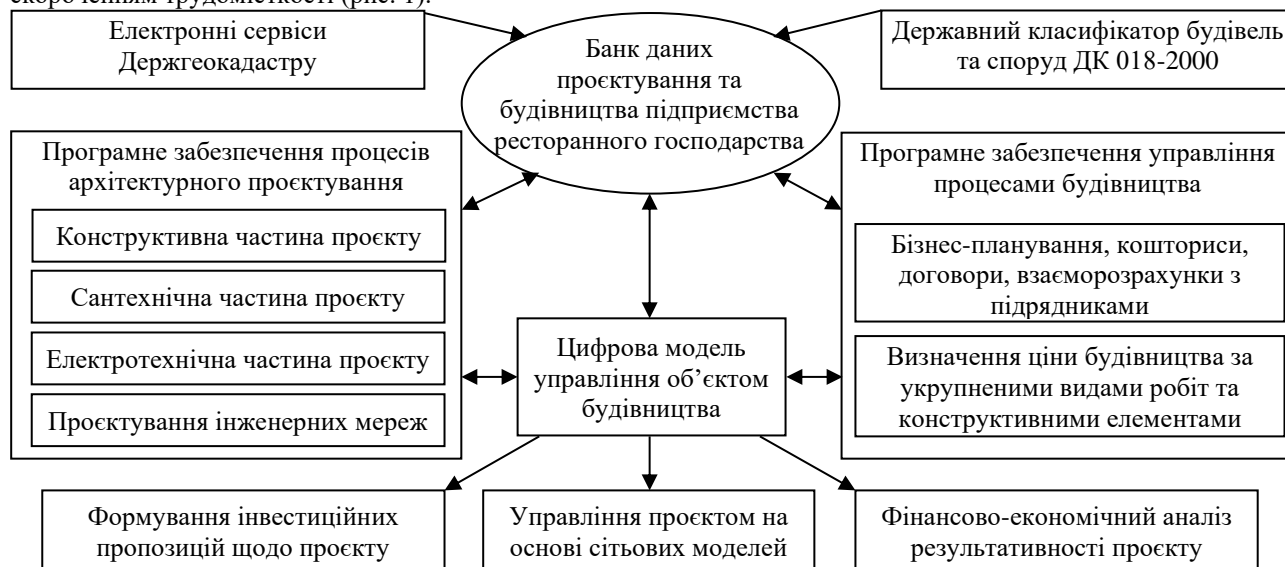 скороченням трудомісткості (рис. 1).
Електронні сервіси
Держгеокадастру
Банк даних
проєктування та
будівництва підприємства
ресторанного господарства
Державний класифікатор будівель
та споруд ДК 018-2000
Програмне забезпечення процесів
архітектурного проєктування
Конструктивна частина проєкту
Сантехнічна частина проєкту
Електротехнічна частина проєкту
Проєктування інженерних мереж
Цифрова модель
управління об’єктом
будівництва
Програмне забезпечення управління
процесами будівництва
Бізнес-планування, кошториси,
договори, взаєморозрахунки з
підрядниками
Визначення ціни будівництва за
укрупненими видами робіт та
конструктивними елементами
Формування інвестиційних
пропозицій щодо проєкту
Управління проєктом на
основі сітьових моделей
Фінансово-економічний аналіз
результативності проєкту